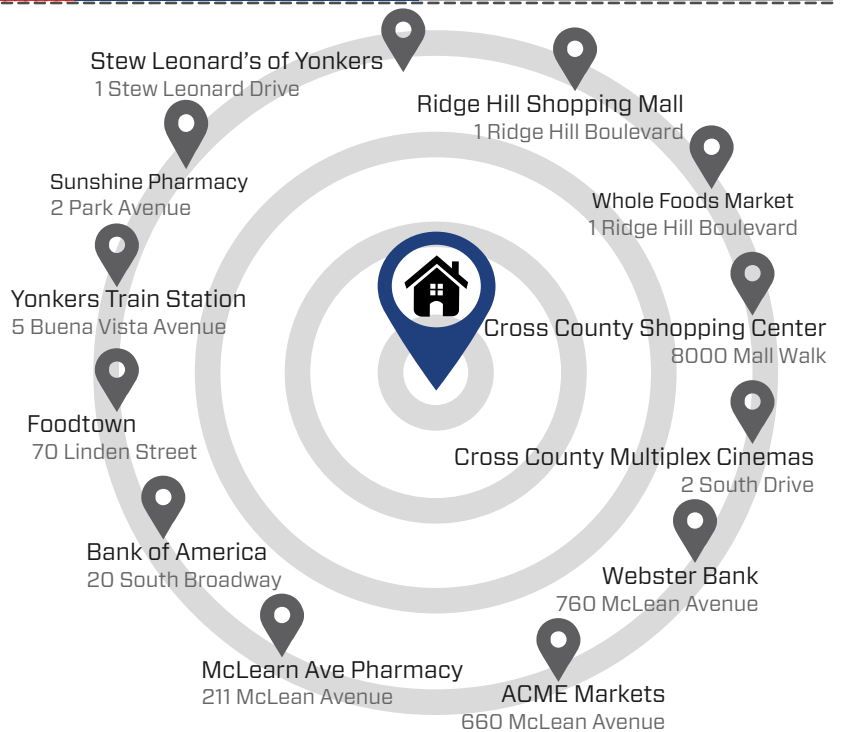 Stew Leonard's of Yonkers
1 Stew Leonard Drive
Ridge Hill Shopping Mall
1 Ridge Hill Boulevard
Sunshine Pharmacy
2 Park Avenue
Whole Foods Market
1 Ridge Hill Boulevard
Yonkers Train Station
5 Buena Vista Avenue
Cross County Shopping Center
8000 Mall Walk
Foodtown
70 Linden Street
Cross County Multiplex Cinemas
2 South Drive
Bank of America
20 South Broadway
Webster Bank
760 McLean Avenue
McLearn Ave Pharmacy
211 McLean Avenue
ACME Markets
660 McLean Avenue